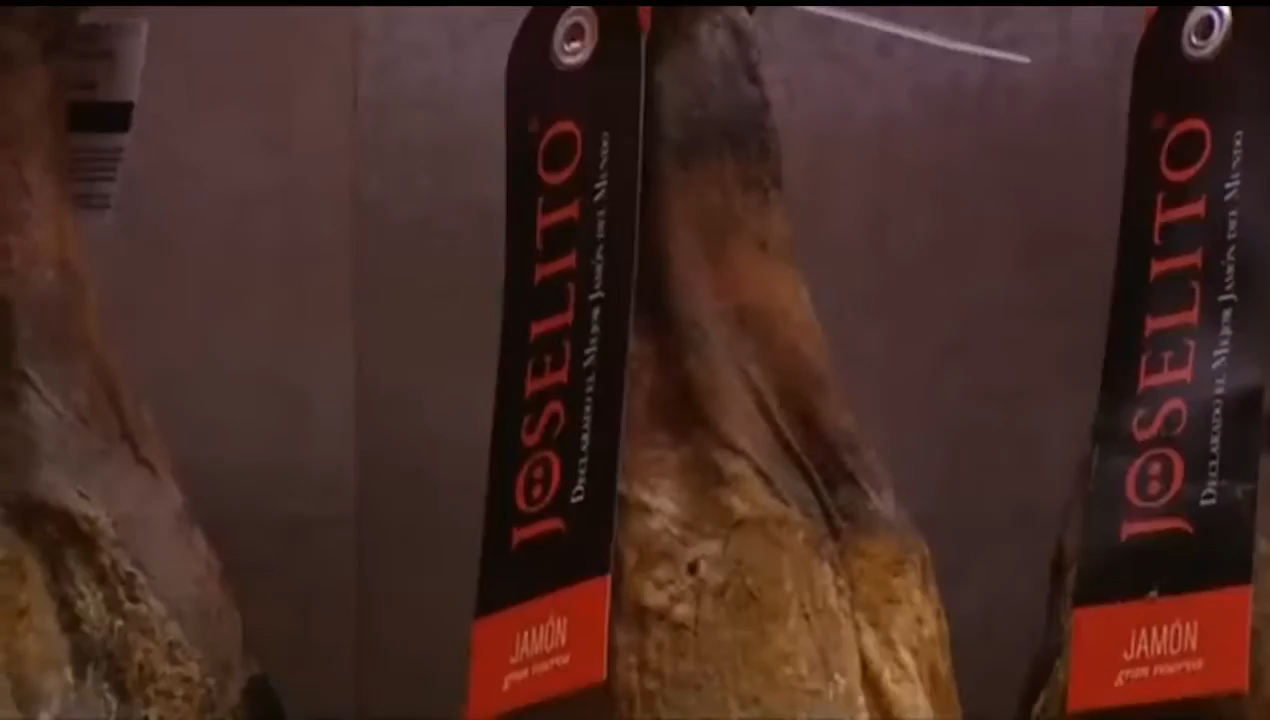 JOSELITO®
DECLARADO EL MEJOR JAMÓN DEL MUNDO
JAMÓN
gran reserva
JOSELITO®
DECLARADO EL MEJOR JAMÓN DEL MUNDO
JAMÓN
gran reserva